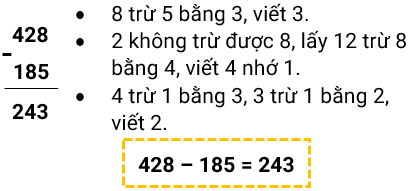 428
-
185
243
• 8 trừ 5 bằng 3, viết 3.
• 2 không trừ được 8, lấy 12 trừ 8
bằng 4, viết 4 nhớ 1.
• 4 trừ 1 bằng 3, 3 trừ 1 bằng 2,
viết 2.
428 – 185 = 243